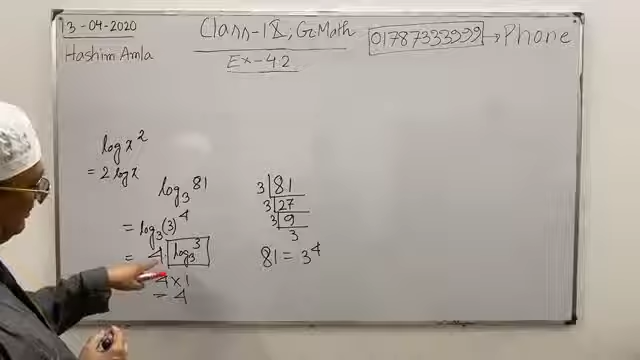 13-04-2020
Hashim Amla
Class-IX, G.Math
Ex-4.2
01787333999 → Phone
log x²
= 2 log x
log₃ 81
= log₃(3)⁴
= 4 log₃ 3
4 × 1
= 4
3 | 81
3 | 27
3 | 9
3
81 = 3⁴